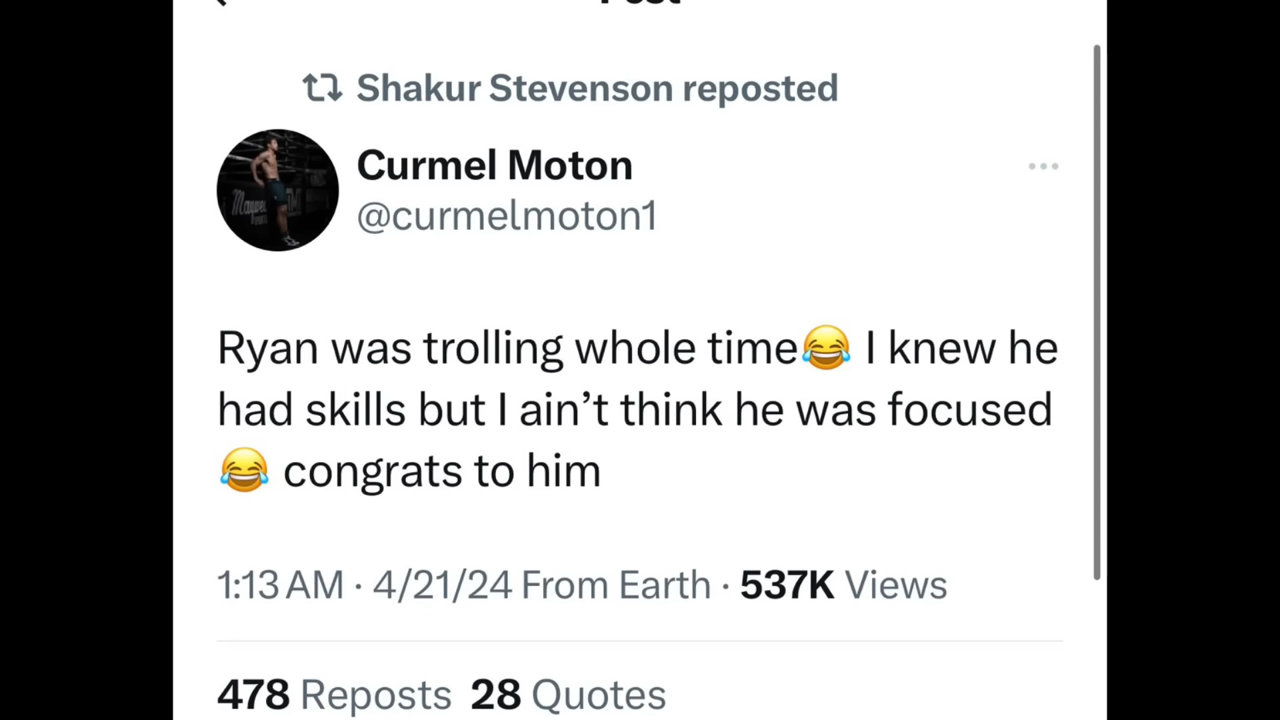 Post
Shakur Stevenson reposted
Curmel Moton
@curmelmoton1
Ryan was trolling whole time😂 I knew he
had skills but I ain’t think he was focused
😂 congrats to him
1:13 AM · 4/21/24 From Earth · 537K Views
478 Reposts 28 Quotes